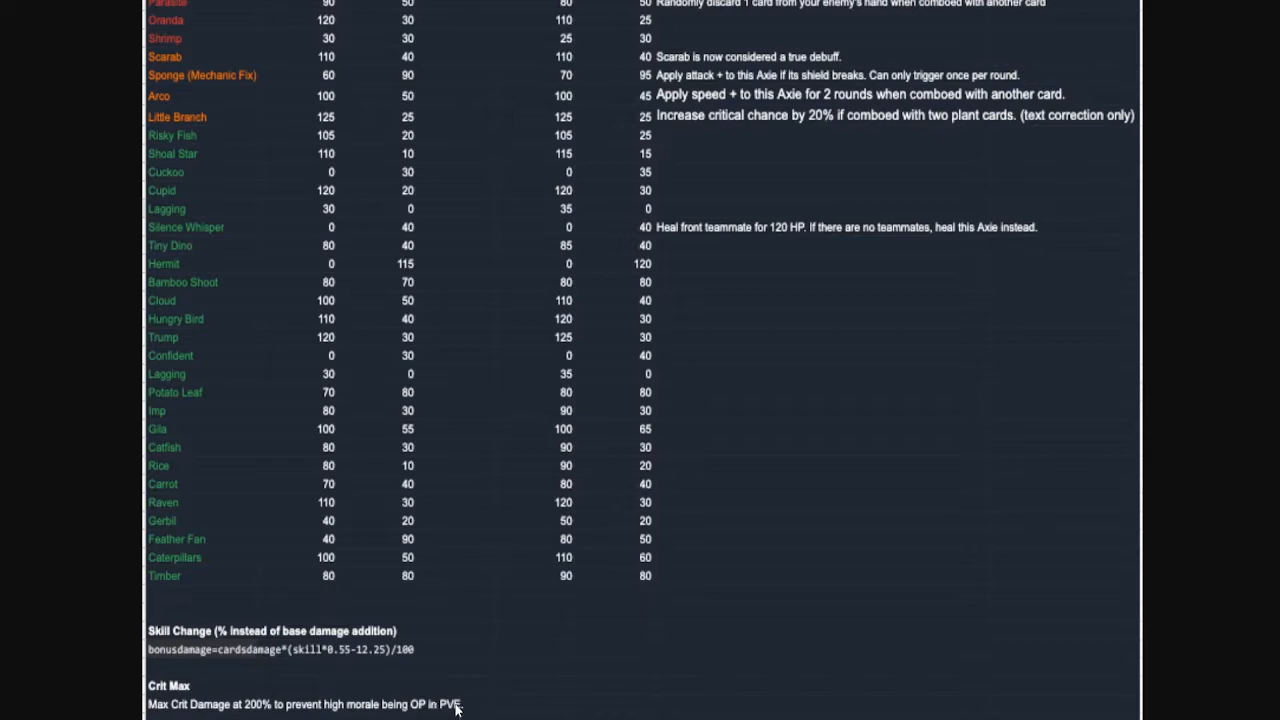 Parasite 90 50 80 50 Randomly discard 1 card from your enemy's hand when comboed with another card
Oranda 120 30 110 25
Shrimp 30 30 25 30
Scarab 110 40 110 40 Scarab is now considered a true debuff.
Sponge (Mechanic Fix) 60 90 70 95 Apply attack + to this Axie if its shield breaks. Can only trigger once per round.
Arco 100 50 100 45 Apply speed + to this Axie for 2 rounds when comboed with another card.
Little Branch 125 25 125 25 Increase critical chance by 20% if comboed with two plant cards. (text correction only)
Risky Fish 105 20 105 25
Shoal Star 110 10 115 15
Cuckoo 0 30 0 35
Cupid 120 20 120 30
Lagging 30 0 35 0
Silence Whisper 0 40 0 40 Heal front teammate for 120 HP. If there are no teammates, heal this Axie instead.
Tiny Dino 80 40 85 40
Hermit 0 115 0 120
Bamboo Shoot 80 70 80 80
Cloud 100 50 110 40
Hungry Bird 110 40 120 30
Trump 120 30 125 30
Confident 0 30 0 40
Lagging 30 0 35 0
Potato Leaf 70 80 80 80
Imp 80 30 90 30
Gila 100 55 100 65
Catfish 80 30 90 30
Rice 80 10 90 20
Carrot 70 40 80 40
Raven 110 30 120 30
Gerbil 40 20 50 20
Feather Fan 40 90 80 50
Caterpillars 100 50 110 60
Timber 80 80 90 80
Skill Change (% instead of base damage addition)
bonusdamage=cardsdamage*(skill*0.55-12.25)/100
Crit Max
Max Crit Damage at 200% to prevent high morale being OP in PVE.